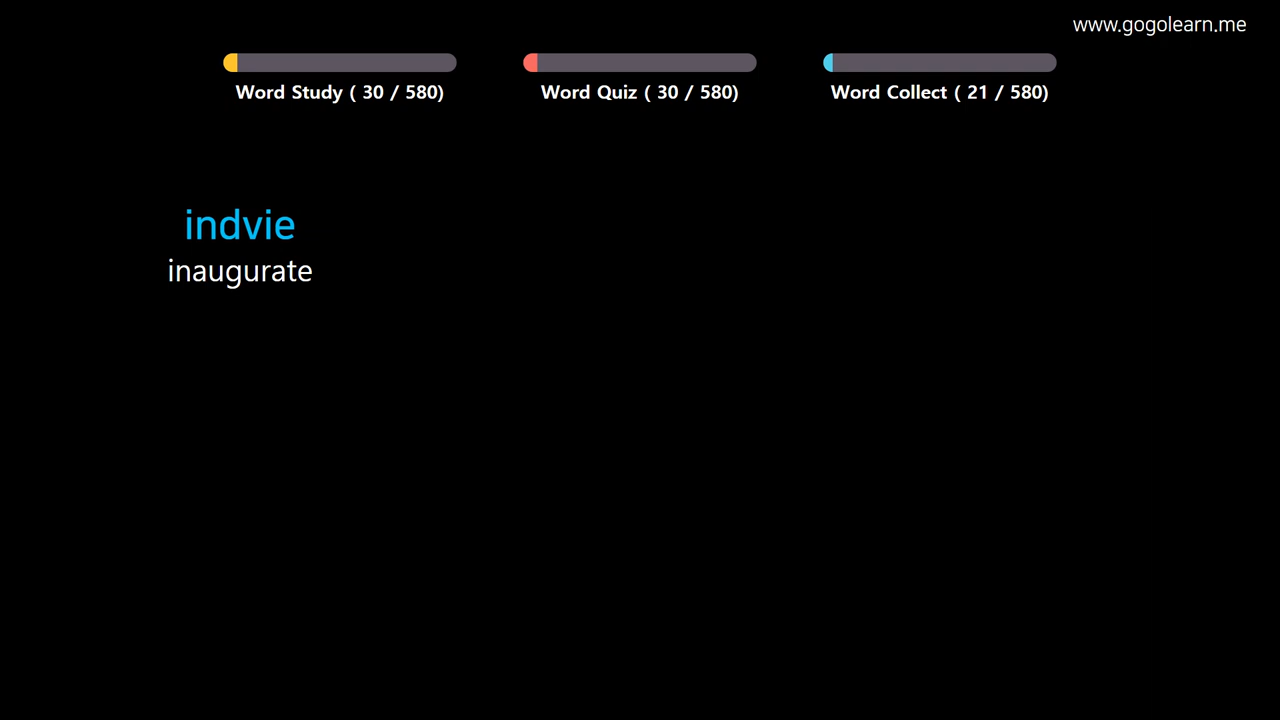 www.gogolearn.me
Word Study ( 30 / 580)
Word Quiz ( 30 / 580)
Word Collect ( 21 / 580)
indvie
inaugurate